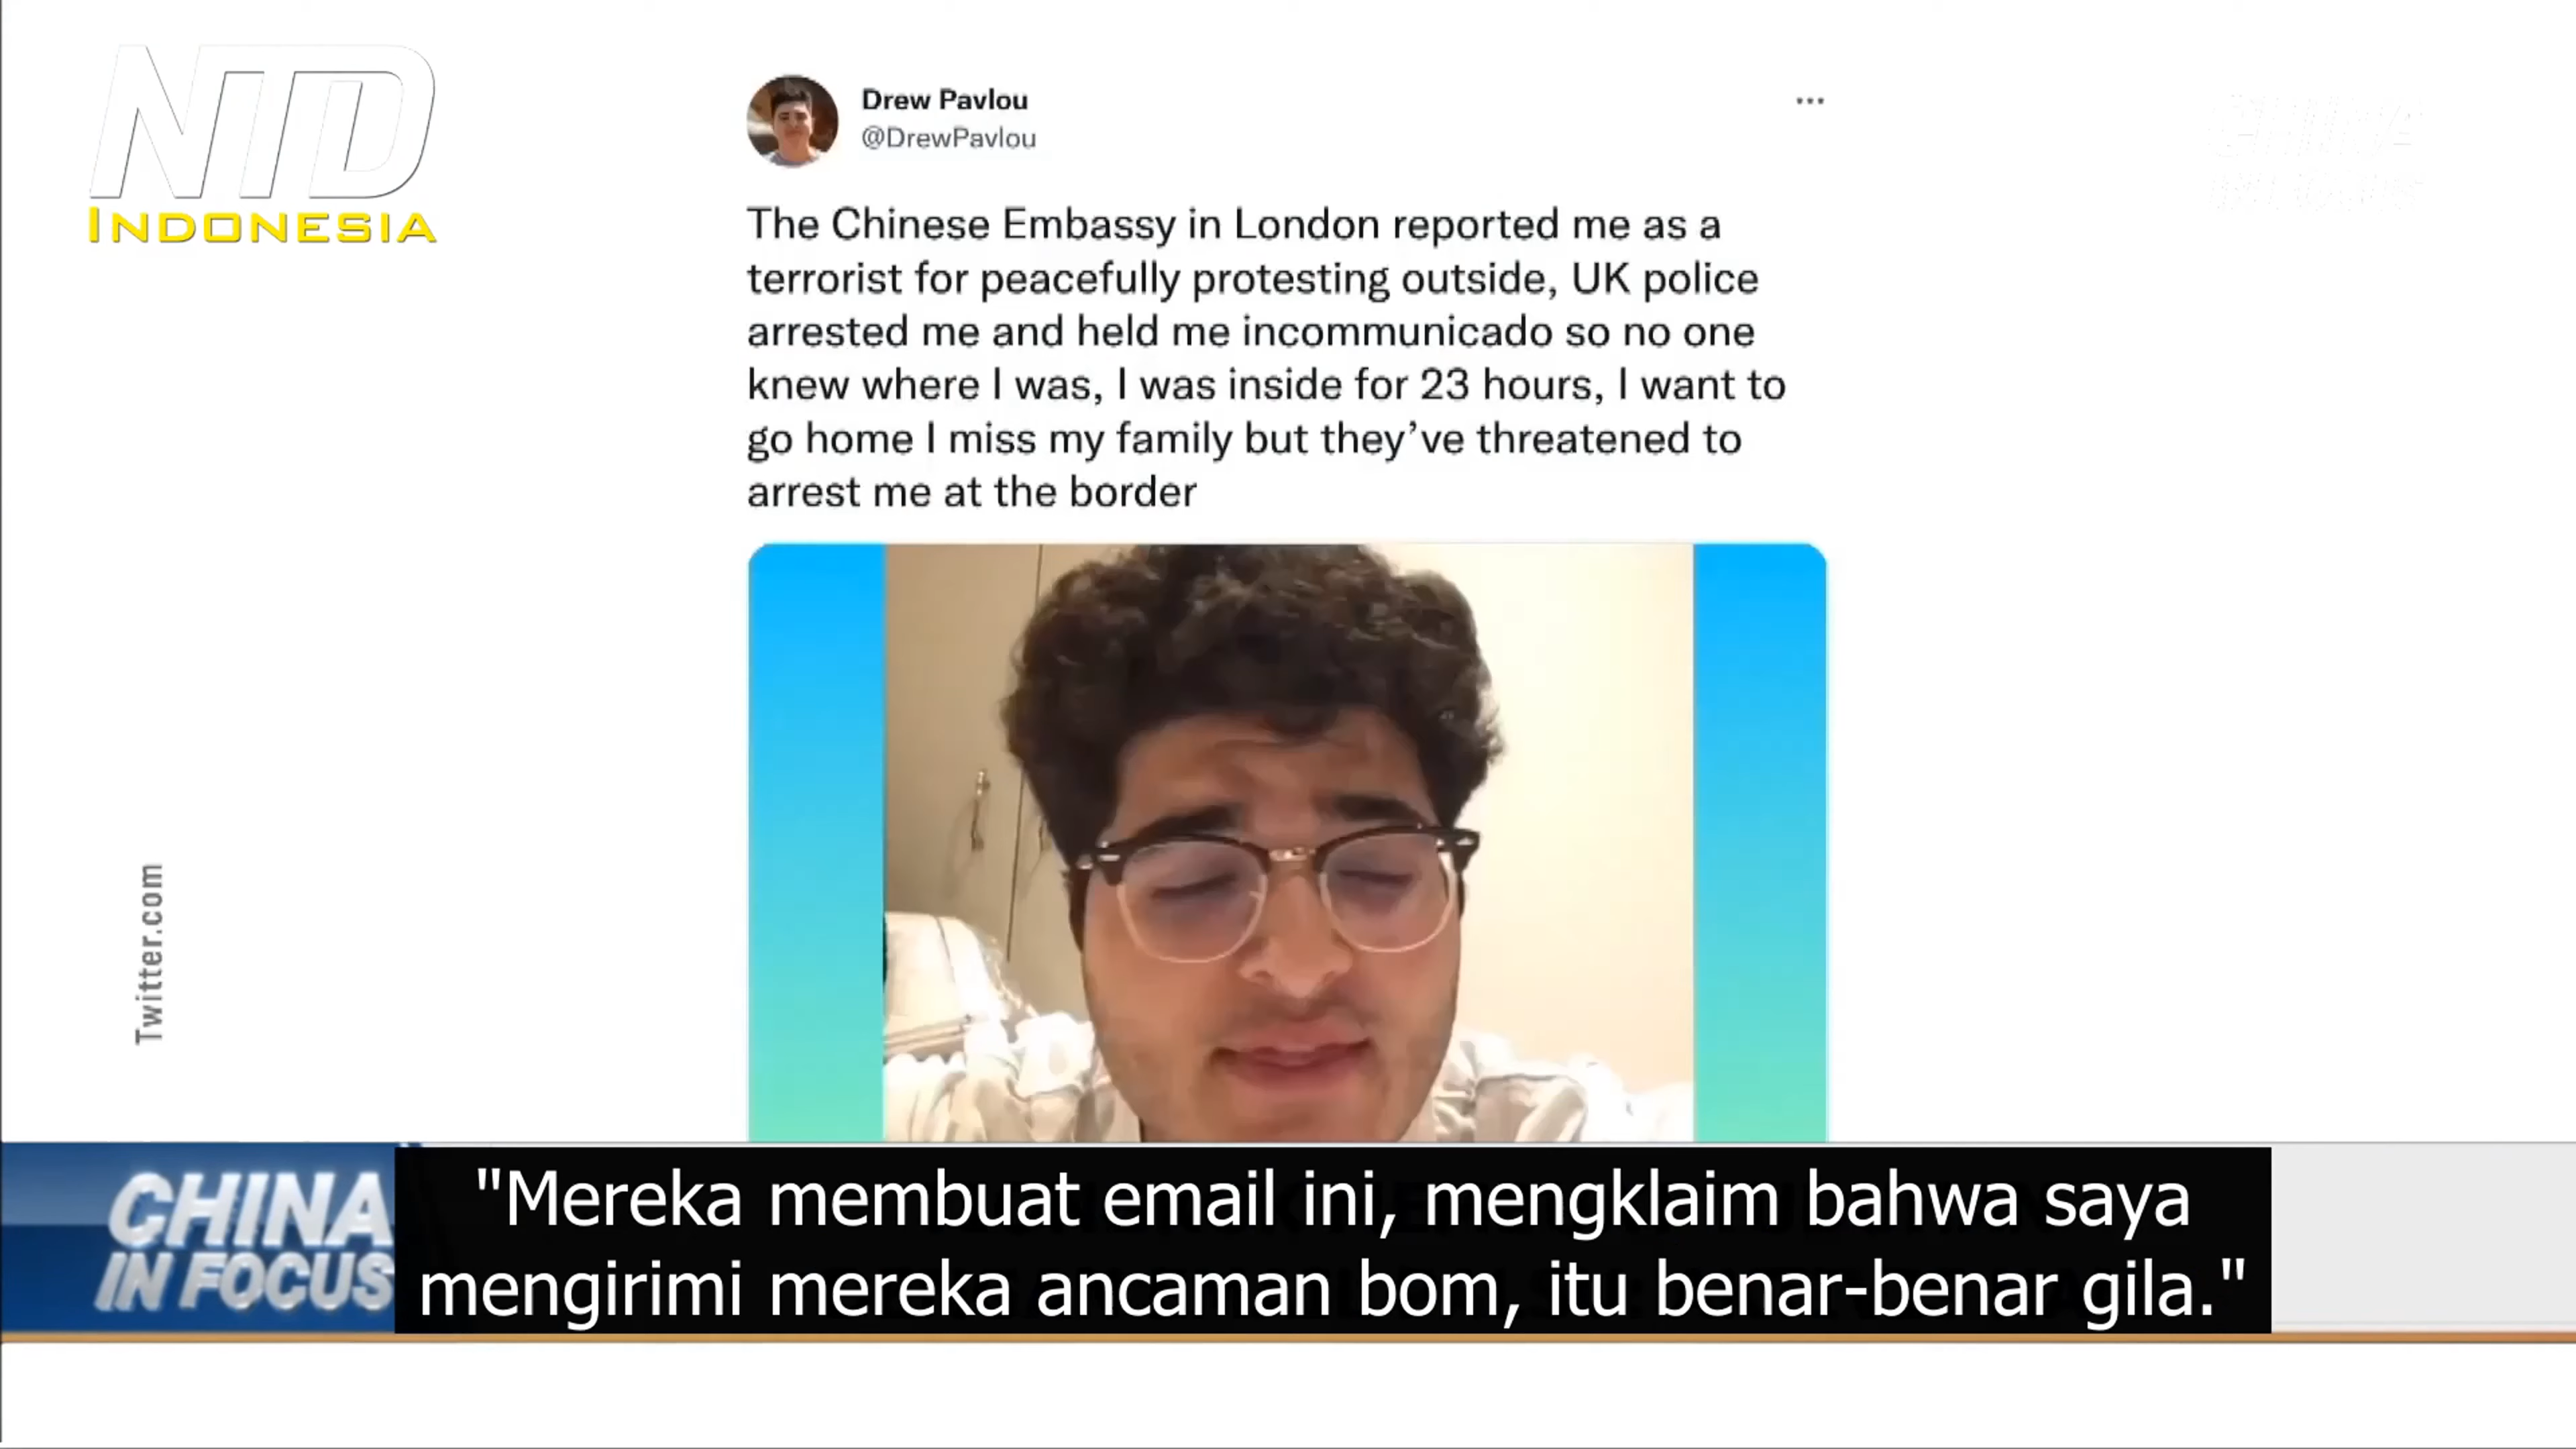 NTD
INDONESIA
Drew Pavlou
@DrewPavlou
The Chinese Embassy in London reported me as a
terrorist for peacefully protesting outside, UK police
arrested me and held me incommunicado so no one
knew where I was, I was inside for 23 hours, I want to
go home I miss my family but they’ve threatened to
arrest me at the border
Twitter.com
CHINA
IN FOCUS
"Mereka membuat email ini, mengklaim bahwa saya
mengirimi mereka ancaman bom, itu benar-benar gila."